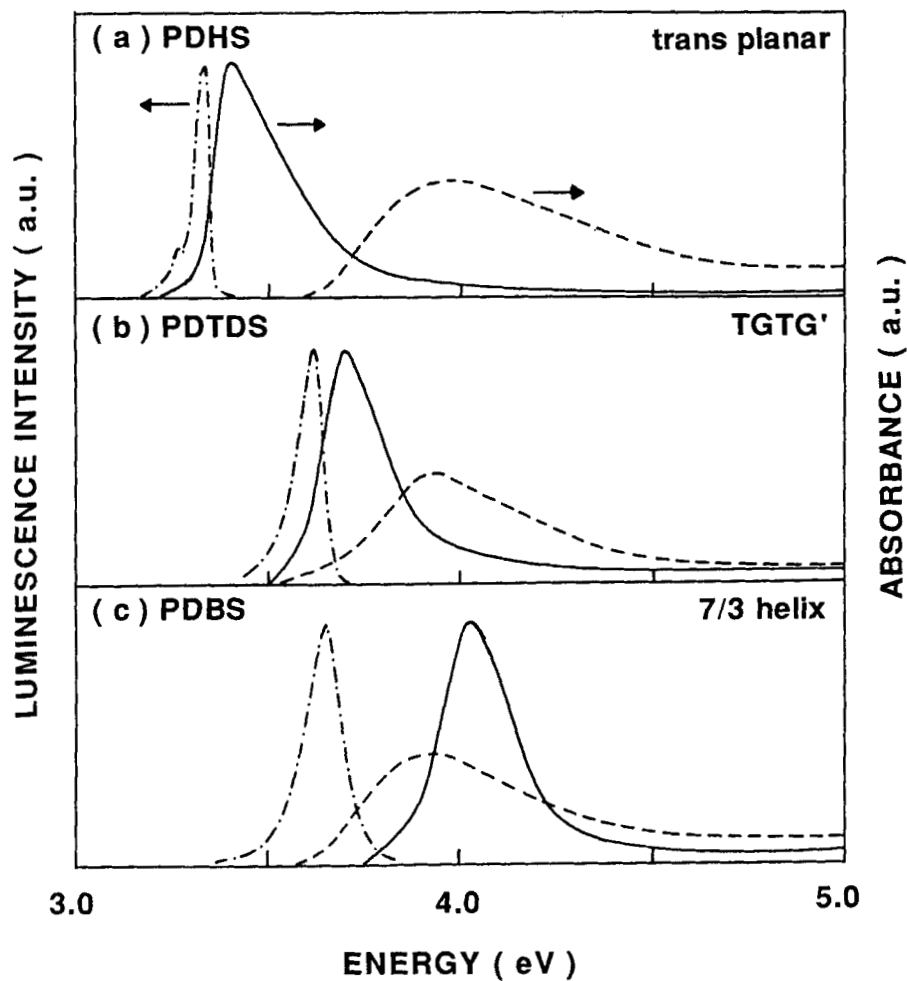 ( a ) PDHS trans planar
( b ) PDTDS TGTG'
( c ) PDBS 7/3 helix
LUMINESCENCE INTENSITY ( a.u. )
ABSORBANCE ( a.u. )
3.0 4.0 5.0
ENERGY ( eV )